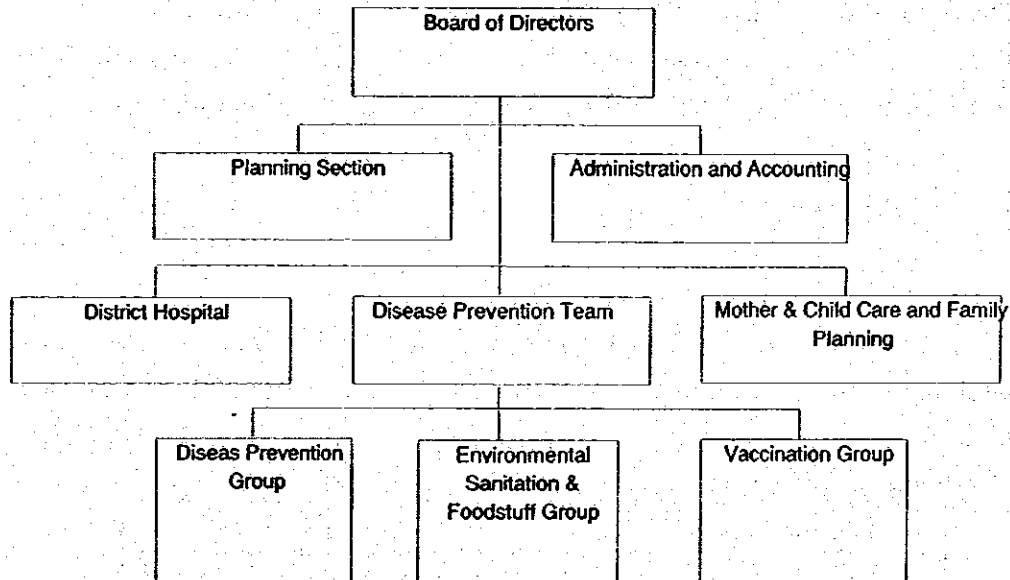 Board of Directors
Planning Section
Administration and Accounting
District Hospital
Disease Prevention Team
Mother & Child Care and Family
Planning
Diseas Prevention
Group
Environmental
Sanitation &
Foodstuff Group
Vaccination Group